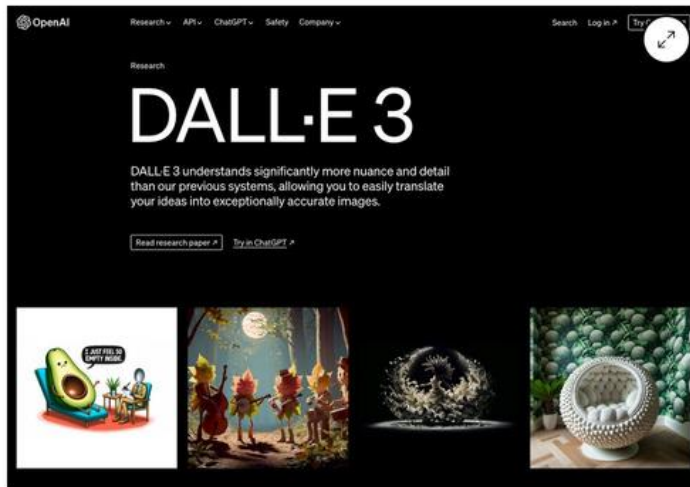 OpenAI
Research API ChatGPT Safety Company
Search Log in ↗ Try
Research
DALL·E 3
DALL·E 3 understands significantly more nuance and detail
than our previous systems, allowing you to easily translate
your ideas into exceptionally accurate images.
Read research paper ↗ Try in ChatGPT ↗
I JUST FEEL SO
EMPTY INSIDE